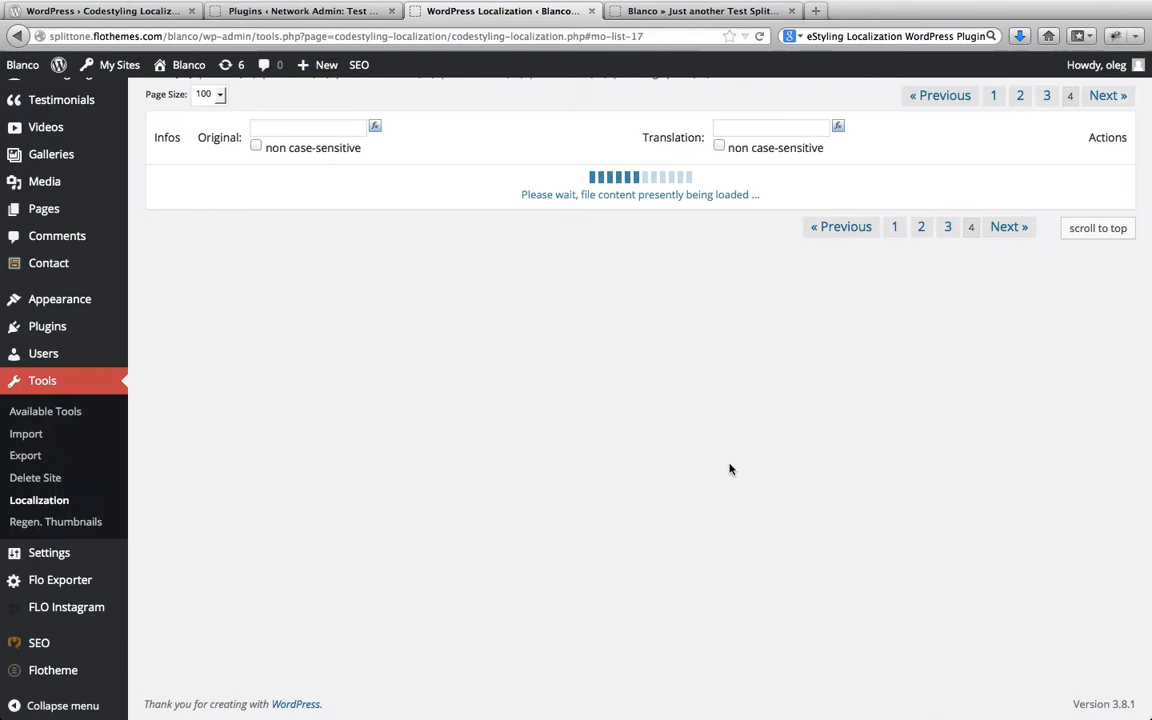 WordPress › Codestyling Localiz...
Plugins ‹ Network Admin: Test ...
WordPress Localization ‹ Blanco...
Blanco » Just another Test Split...
splittone.flothemes.com/blanco/wp-admin/tools.php?page=codestyling-localization/codestyling-localization.php#mo-list-17
eStyling Localization WordPress Plugin
Blanco
My Sites
Blanco
6
0
New
SEO
Howdy, oleg
Testimonials
Videos
Galleries
Media
Pages
Comments
Contact
Appearance
Plugins
Users
Tools
Available Tools
Import
Export
Delete Site
Localization
Regen. Thumbnails
Settings
Flo Exporter
FLO Instagram
SEO
Flotheme
Collapse menu
Page Size: 100
« Previous 1 2 3 4 Next »
Infos
Original:
non case-sensitive
Translation:
non case-sensitive
Actions
Please wait, file content presently being loaded ...
« Previous 1 2 3 4 Next »
scroll to top
Thank you for creating with WordPress.
Version 3.8.1